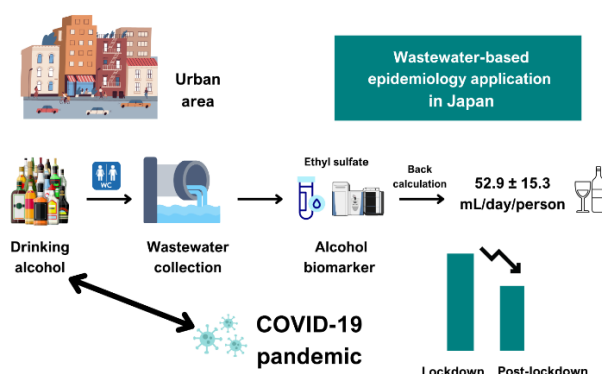 Urban
area
Wastewater-based
epidemiology application
in Japan
WC
Drinking
alcohol
Wastewater
collection
Ethyl sulfate
Alcohol
biomarker
Back
calculation
52.9 ± 15.3
mL/day/person
COVID-19
pandemic
Lockdown
Post-lockdown